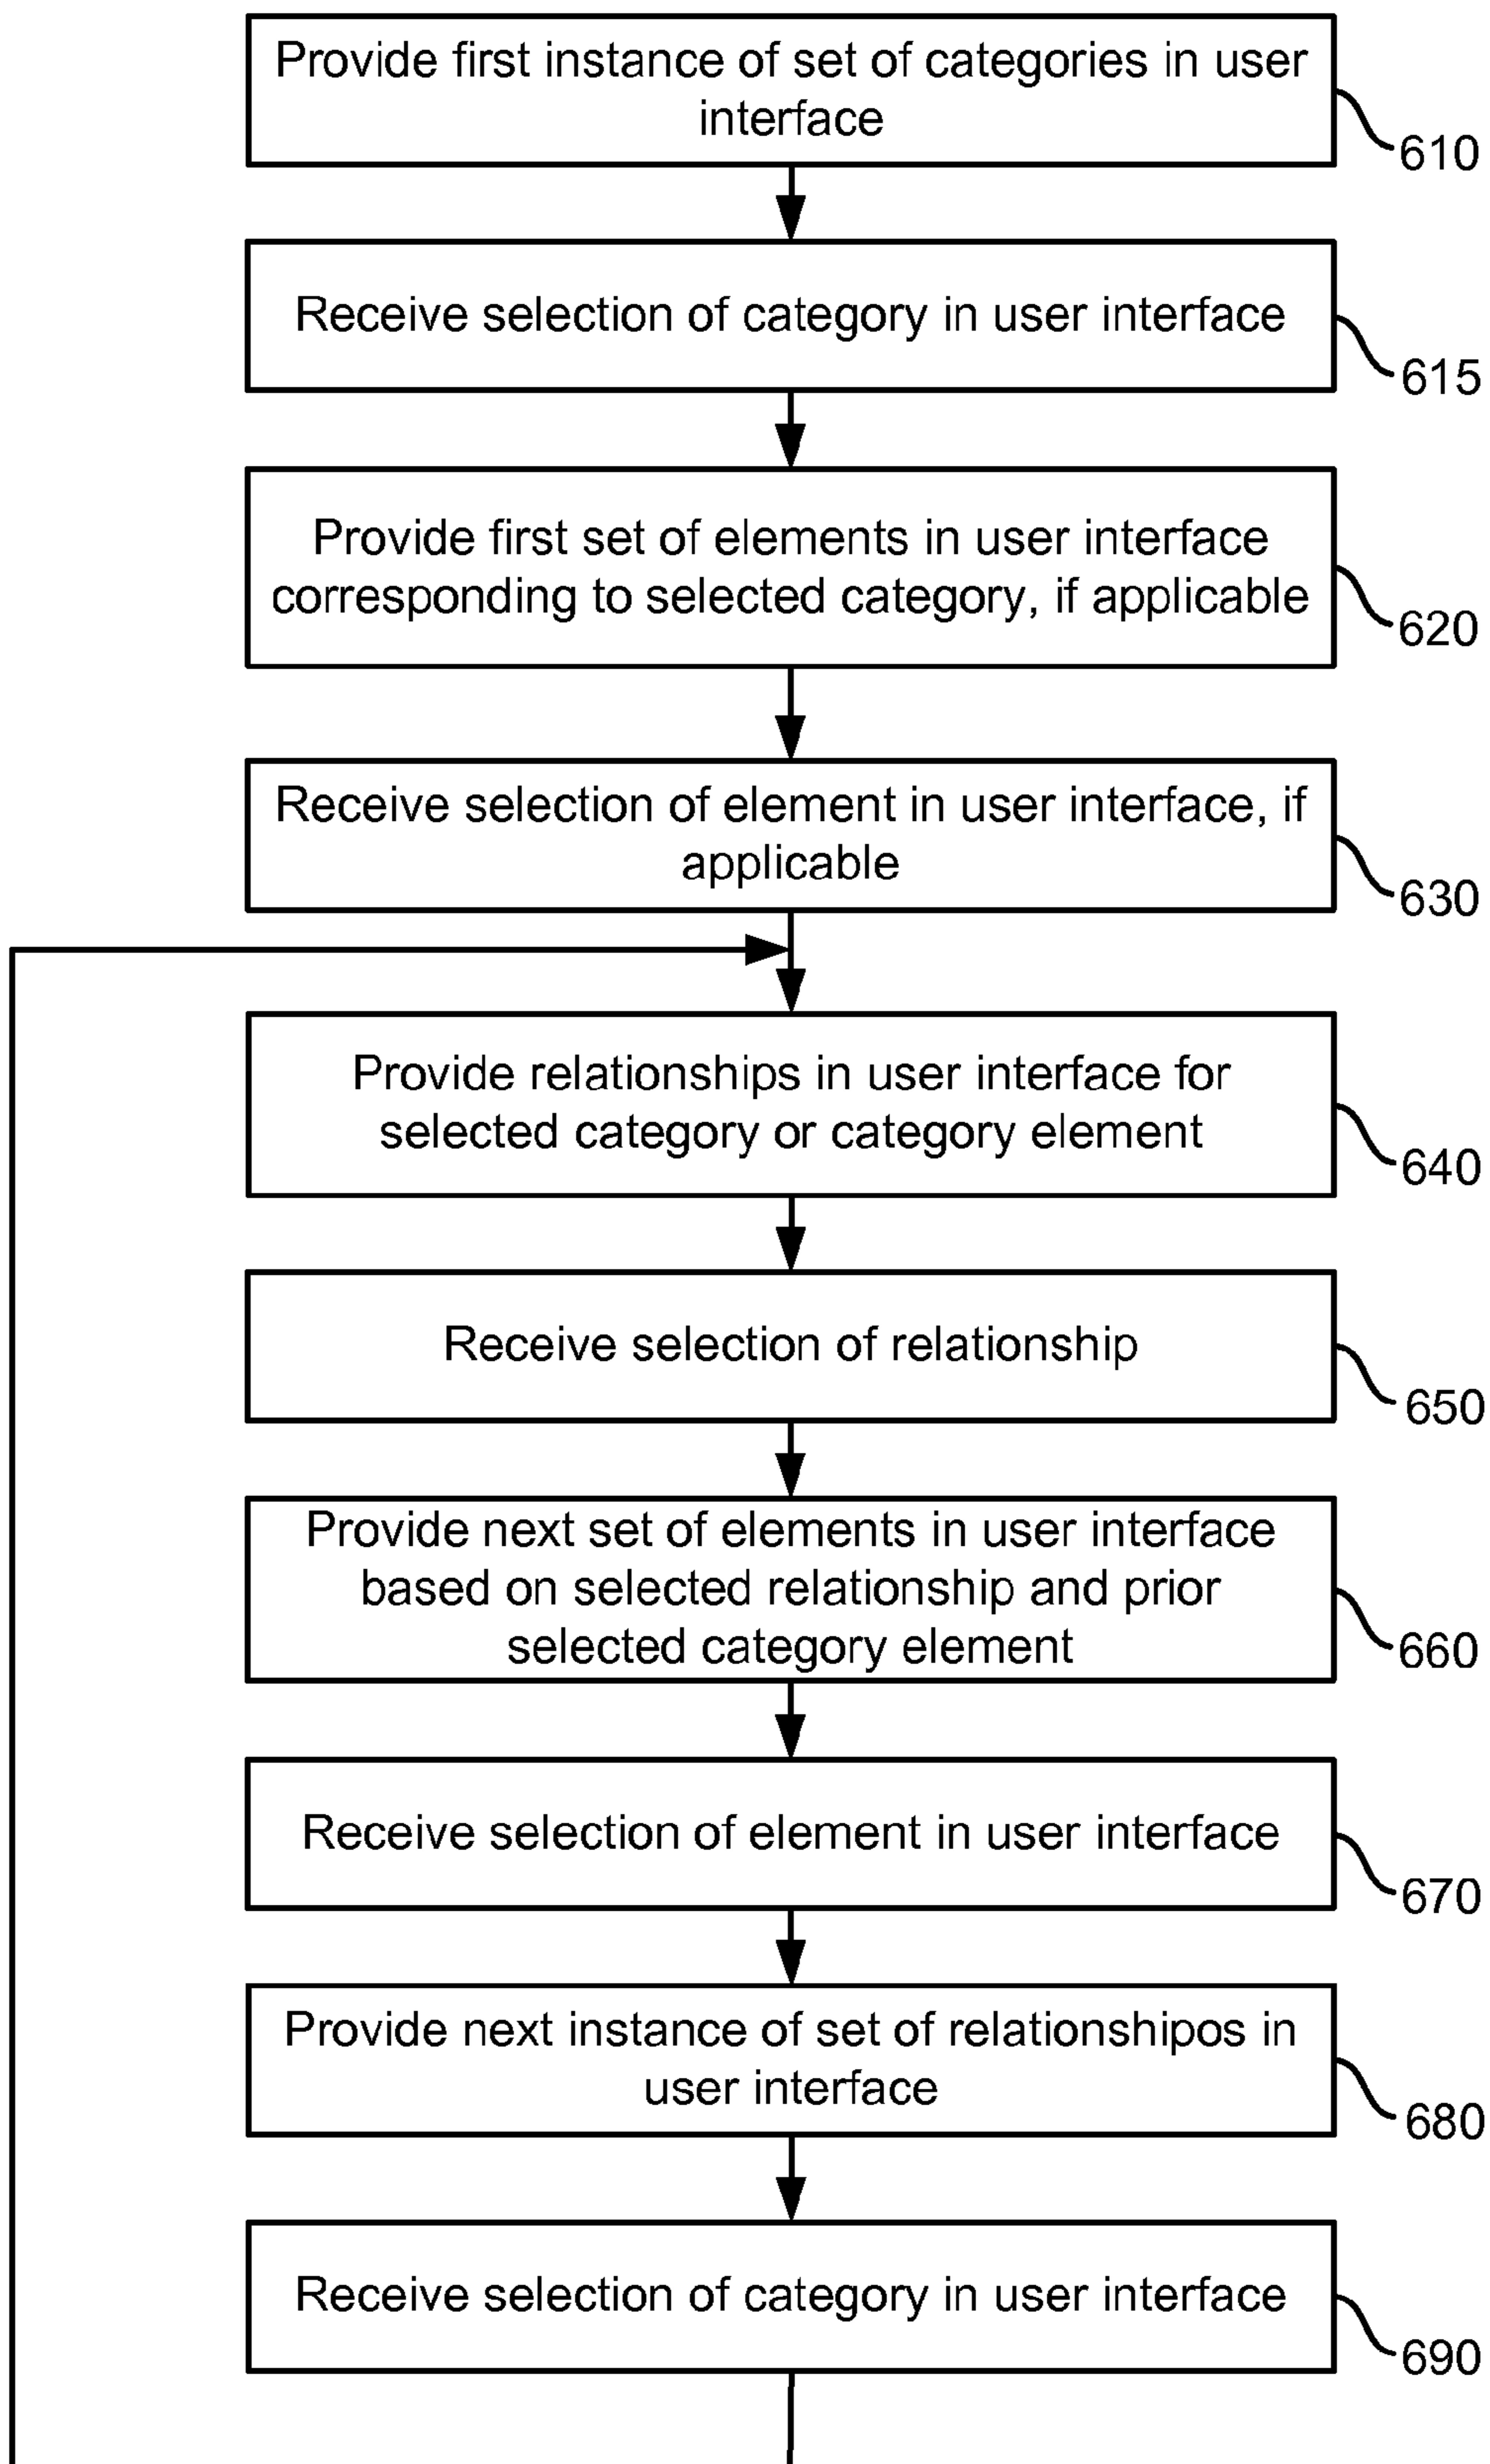 Provide first instance of set of categories in user
interface
610
Receive selection of category in user interface
615
Provide first set of elements in user interface
corresponding to selected category, if applicable
620
Receive selection of element in user interface, if
applicable
630
Provide relationships in user interface for
selected category or category element
640
Receive selection of relationship
650
Provide next set of elements in user interface
based on selected relationship and prior
selected category element
660
Receive selection of element in user interface
670
Provide next instance of set of relationshipos in
user interface
680
Receive selection of category in user interface
690